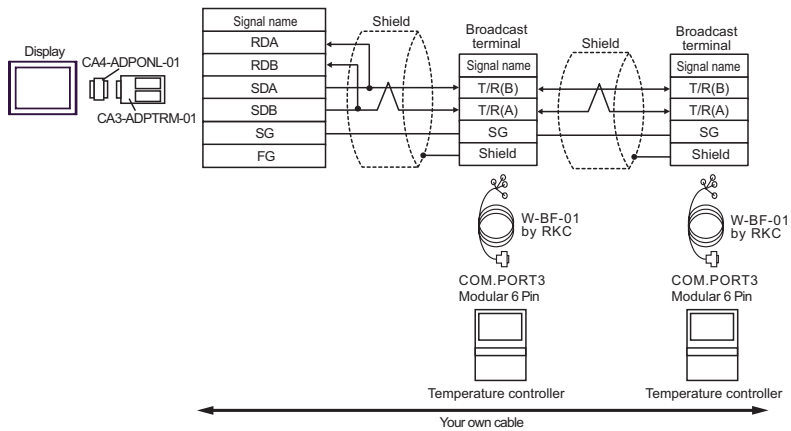 Display
CA4-ADPONL-01
CA3-ADPTRM-01
Signal name
RDA
RDB
SDA
SDB
SG
FG
Shield
Broadcast
terminal
Signal name
T/R(B)
T/R(A)
SG
Shield
Shield
Broadcast
terminal
Signal name
T/R(B)
T/R(A)
SG
Shield
W-BF-01
by RKC
COM.PORT3
Modular 6 Pin
Temperature controller
W-BF-01
by RKC
COM.PORT3
Modular 6 Pin
Temperature controller
Your own cable